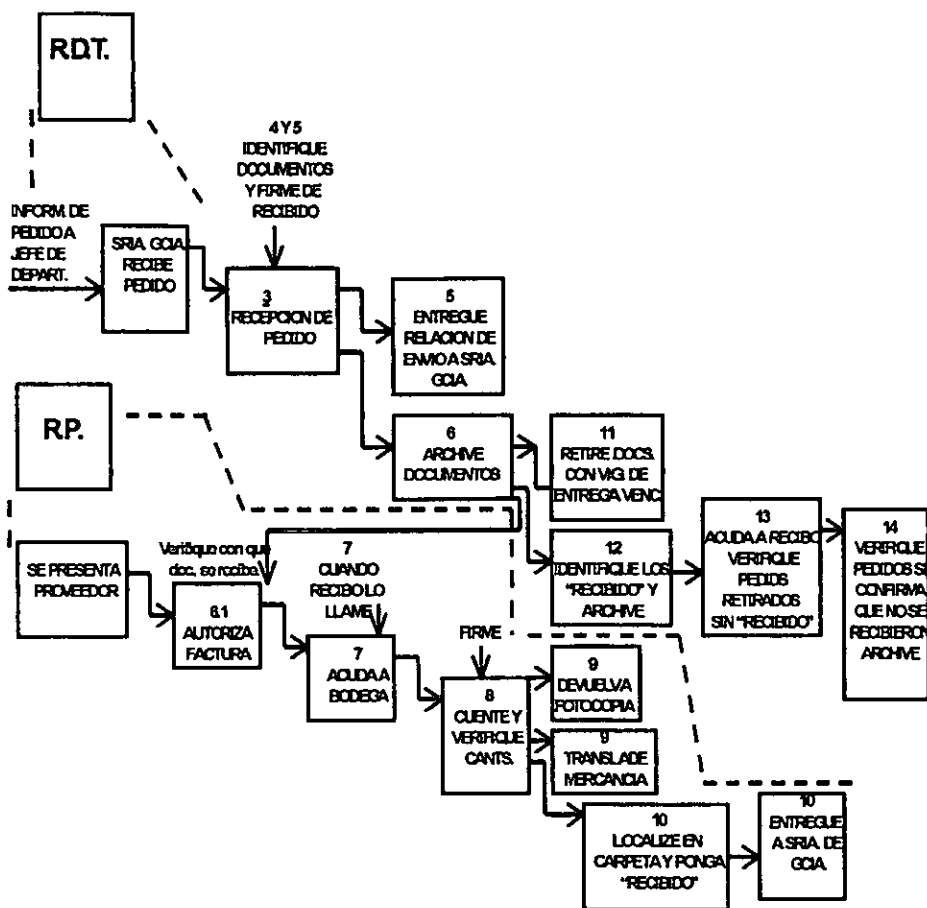 R.D.T.
4 Y 5
IDENTIFIQUE
DOCUMENTOS
Y FIRME DE
RECIBIDO
INFORM. DE
PEDIDO A
JEFE DE
DEPART.
SRIA. GCIA.
RECIBE
PEDIDO
3
RECEPCION DE
PEDIDO
5
ENTREGUE
RELACION DE
ENVIO A SRIA.
GCIA.
R.P.
6
ARCHIVE
DOCUMENTOS
11
RETIRE DOCS.
CON VIG. DE
ENTREGA VENC.
12
IDENTIFIQUE LOS
"RECIBIDO" Y
ARCHIVE
13
ACUDA A RECIBO
VERIFIQUE
PEDIDOS
RETIRADOS
SIN "RECIBIDO"
14
VERIFIQUE
PEDIDOS SI
CONFIRMA
QUE NO SE
RECIBIERON
ARCHIVE
SE PRESENTA
PROVEEDOR
Verifique con que
doc. se recibe
6.1
AUTORIZA
FACTURA
7
CUANDO
RECIBO LO
LLAME
7
ACUDA A
BODEGA
FIRME
8
CUENTE Y
VERIFIQUE
CANTS.
9
DEVUELVA
FOTOCOPIA
9
TRANSLADE
MERCANCIA
10
LOCALIZE EN
CARPETA Y PONGA
"RECIBIDO"
10
ENTREGUE
A SRIA. DE
GCIA.